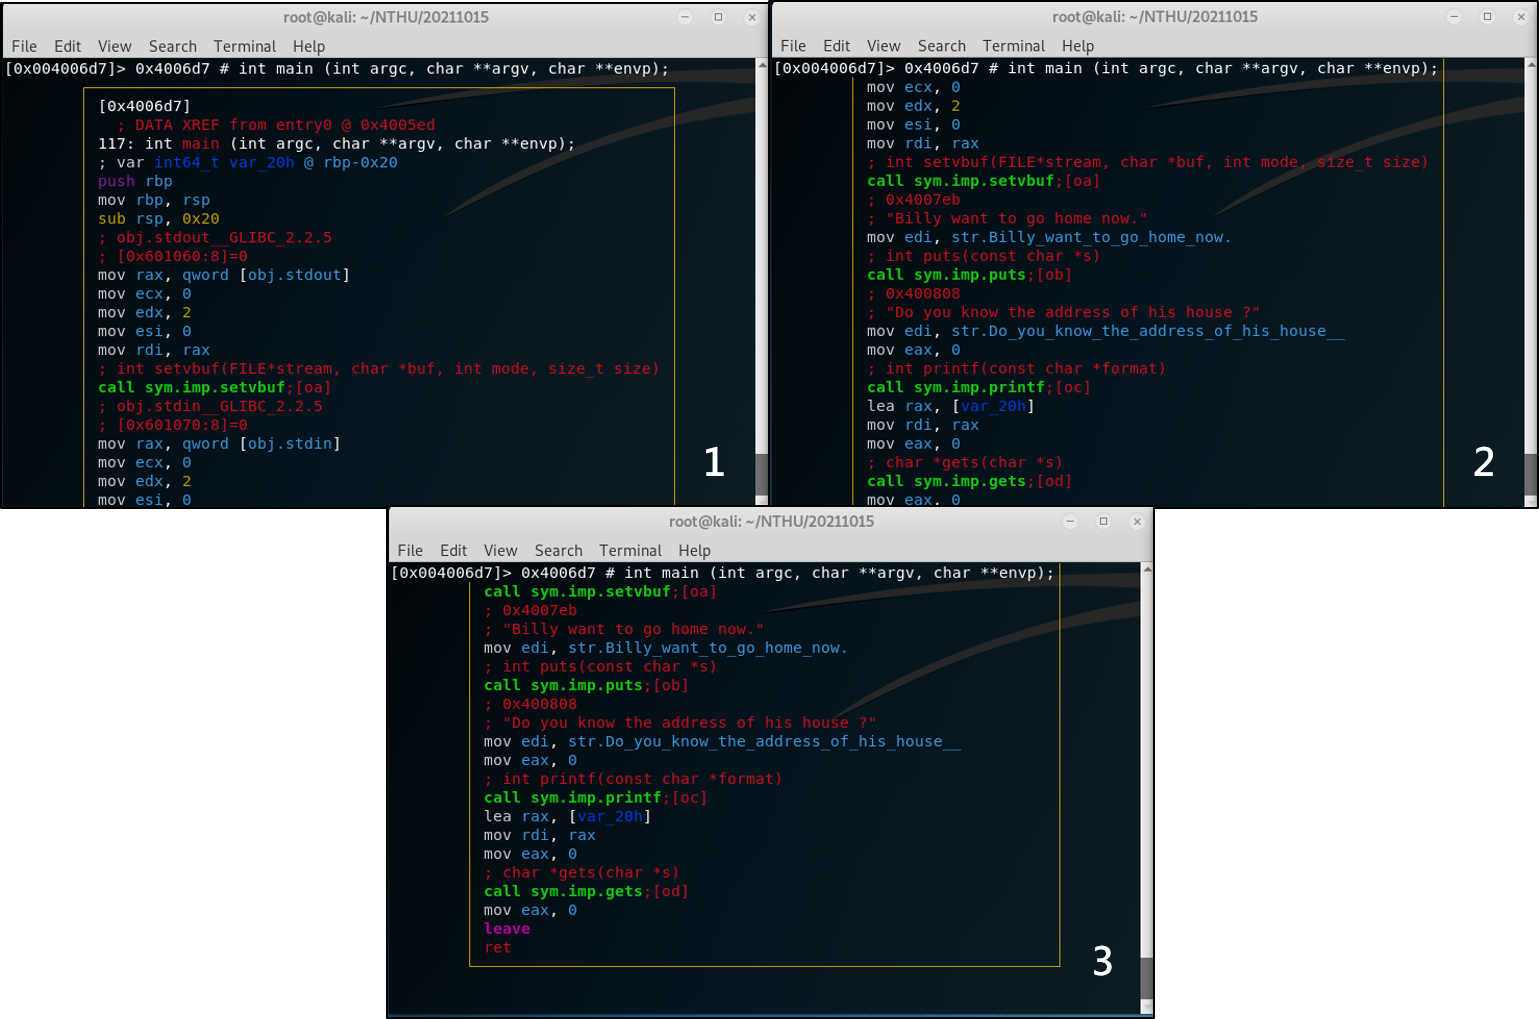 root@kali: ~/NTHU/20211015
File Edit View Search Terminal Help
[0x004006d7]> 0x4006d7 # int main (int argc, char **argv, char **envp);
[0x4006d7]
; DATA XREF from entry0 @ 0x4005ed
117: int main (int argc, char **argv, char **envp);
; var int64_t var_20h @ rbp-0x20
push rbp
mov rbp, rsp
sub rsp, 0x20
; obj.stdout__GLIBC_2.2.5
; [0x601060:8]=0
mov rax, qword [obj.stdout]
mov ecx, 0
mov edx, 2
mov esi, 0
mov rdi, rax
; int setvbuf(FILE*stream, char *buf, int mode, size_t size)
call sym.imp.setvbuf;[oa]
; obj.stdin__GLIBC_2.2.5
; [0x601070:8]=0
mov rax, qword [obj.stdin]
mov ecx, 0
mov edx, 2
mov esi, 0
1
root@kali: ~/NTHU/20211015
File Edit View Search Terminal Help
[0x004006d7]> 0x4006d7 # int main (int argc, char **argv, char **envp);
mov ecx, 0
mov edx, 2
mov esi, 0
mov rdi, rax
; int setvbuf(FILE*stream, char *buf, int mode, size_t size)
call sym.imp.setvbuf;[oa]
; 0x4007eb
; "Billy want to go home now."
mov edi, str.Billy_want_to_go_home_now.
; int puts(const char *s)
call sym.imp.puts;[ob]
; 0x400808
; "Do you know the address of his house ?"
mov edi, str.Do_you_know_the_address_of_his_house__
mov eax, 0
; int printf(const char *format)
call sym.imp.printf;[oc]
lea rax, [var_20h]
mov rdi, rax
mov eax, 0
; char *gets(char *s)
call sym.imp.gets;[od]
mov eax, 0
2
root@kali: ~/NTHU/20211015
File Edit View Search Terminal Help
[0x004006d7]> 0x4006d7 # int main (int argc, char **argv, char **envp);
call sym.imp.setvbuf;[oa]
; 0x4007eb
; "Billy want to go home now."
mov edi, str.Billy_want_to_go_home_now.
; int puts(const char *s)
call sym.imp.puts;[ob]
; 0x400808
; "Do you know the address of his house ?"
mov edi, str.Do_you_know_the_address_of_his_house__
mov eax, 0
; int printf(const char *format)
call sym.imp.printf;[oc]
lea rax, [var_20h]
mov rdi, rax
mov eax, 0
; char *gets(char *s)
call sym.imp.gets;[od]
mov eax, 0
leave
ret
3